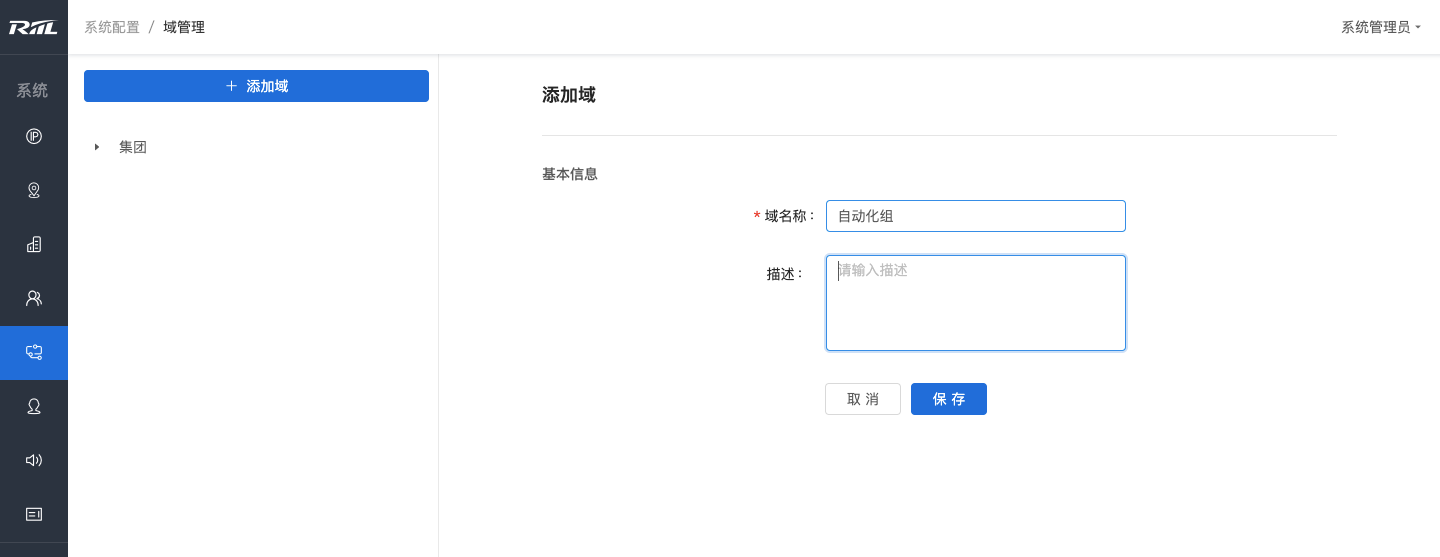 RIIL
系统配置 / 域管理
系统管理员
系统
+ 添加域
集团
添加域
基本信息
* 域名称：
自动化组
描述：
请输入描述
取 消
保 存